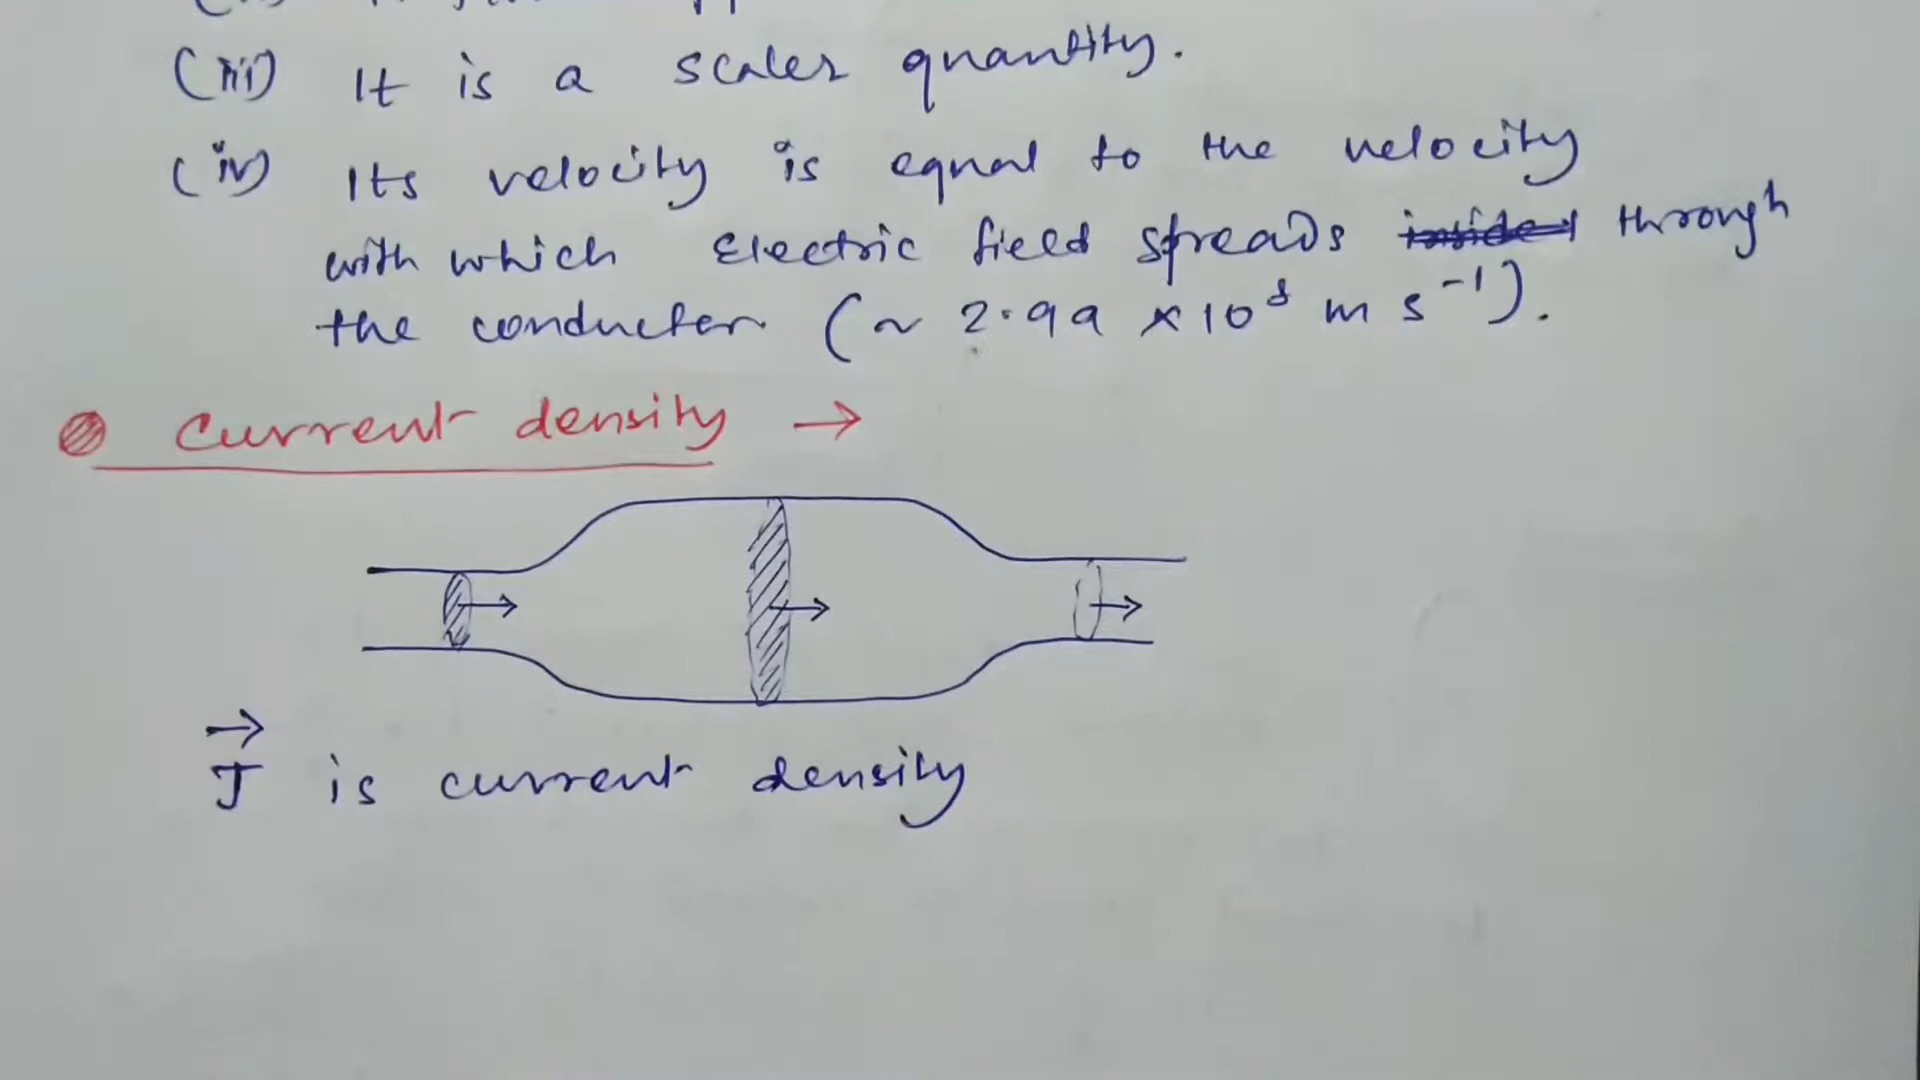 (iii) It is a scaler quantity.
(iv) Its velocity is equal to the velocity
with which Electric field spreads through
the conductor (~ 2.99 ×10⁸ m s⁻¹).
Current density →
J⃗ is current density